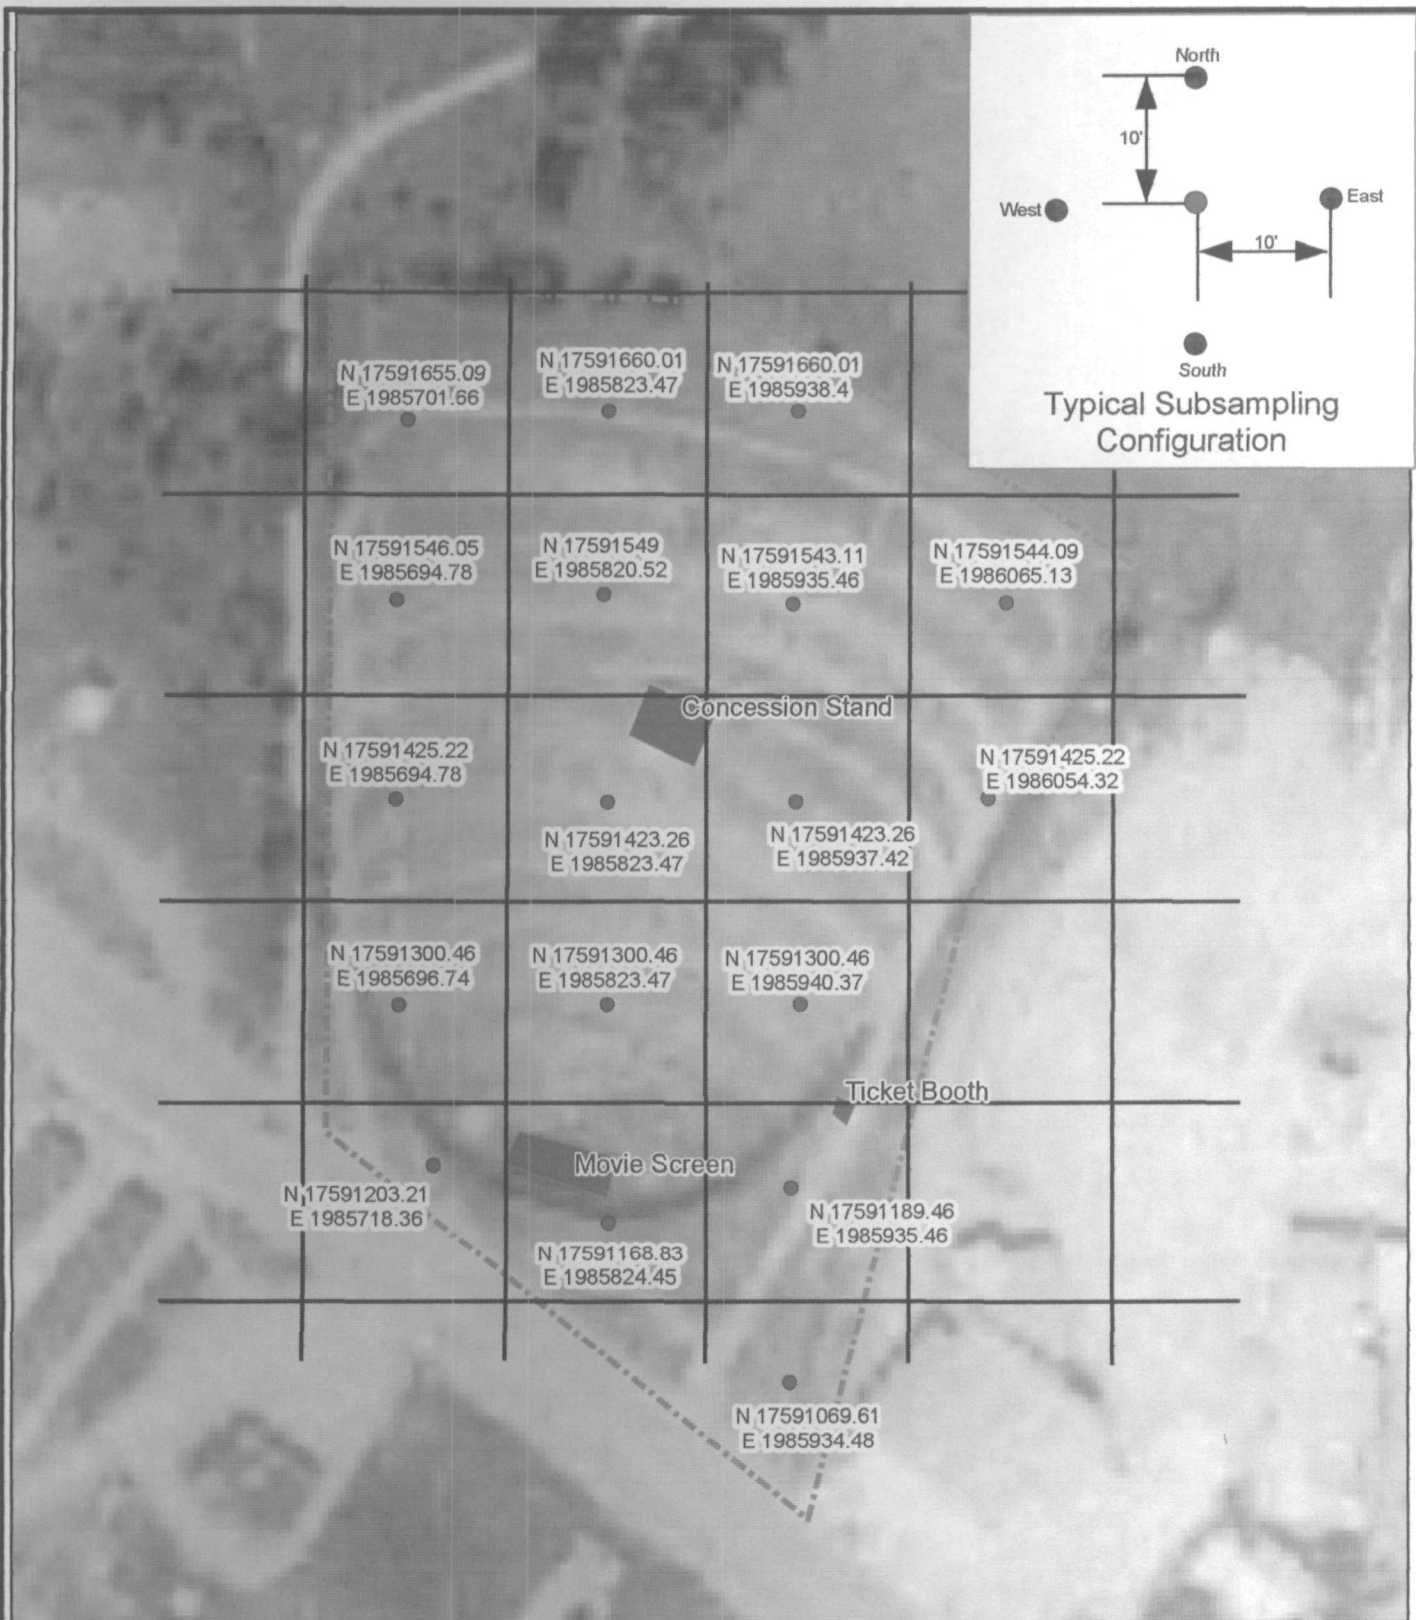 North
10'
West
East
10'
South
Typical Subsampling
Configuration
N 17591655.09
E 1985701.66
N 17591660.01
E 1985823.47
N 17591660.01
E 1985938.4
N 17591546.05
E 1985694.78
N 17591549
E 1985820.52
N 17591543.11
E 1985935.46
N 17591544.09
E 1986065.13
Concession Stand
N 17591425.22
E 1985694.78
N 17591423.26
E 1985823.47
N 17591423.26
E 1985937.42
N 17591425.22
E 1986054.32
N 17591300.46
E 1985696.74
N 17591300.46
E 1985823.47
N 17591300.46
E 1985940.37
Ticket Booth
Movie Screen
N 17591203.21
E 1985718.36
N 17591168.83
E 1985824.45
N 17591189.46
E 1985935.46
N 17591069.61
E 1985934.48